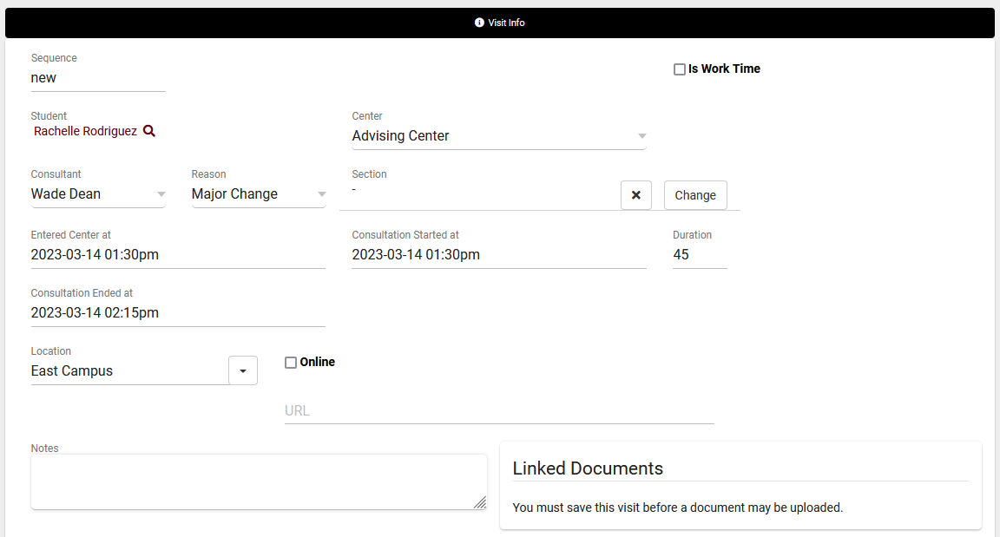 Visit Info
Sequence
new
Is Work Time
Student
Rachelle Rodriguez
Center
Advising Center
Consultant
Wade Dean
Reason
Major Change
Section
-
Change
Entered Center at
2023-03-14 01:30pm
Consultation Started at
2023-03-14 01:30pm
Duration
45
Consultation Ended at
2023-03-14 02:15pm
Location
East Campus
Online
URL
Notes
Linked Documents
You must save this visit before a document may be uploaded.